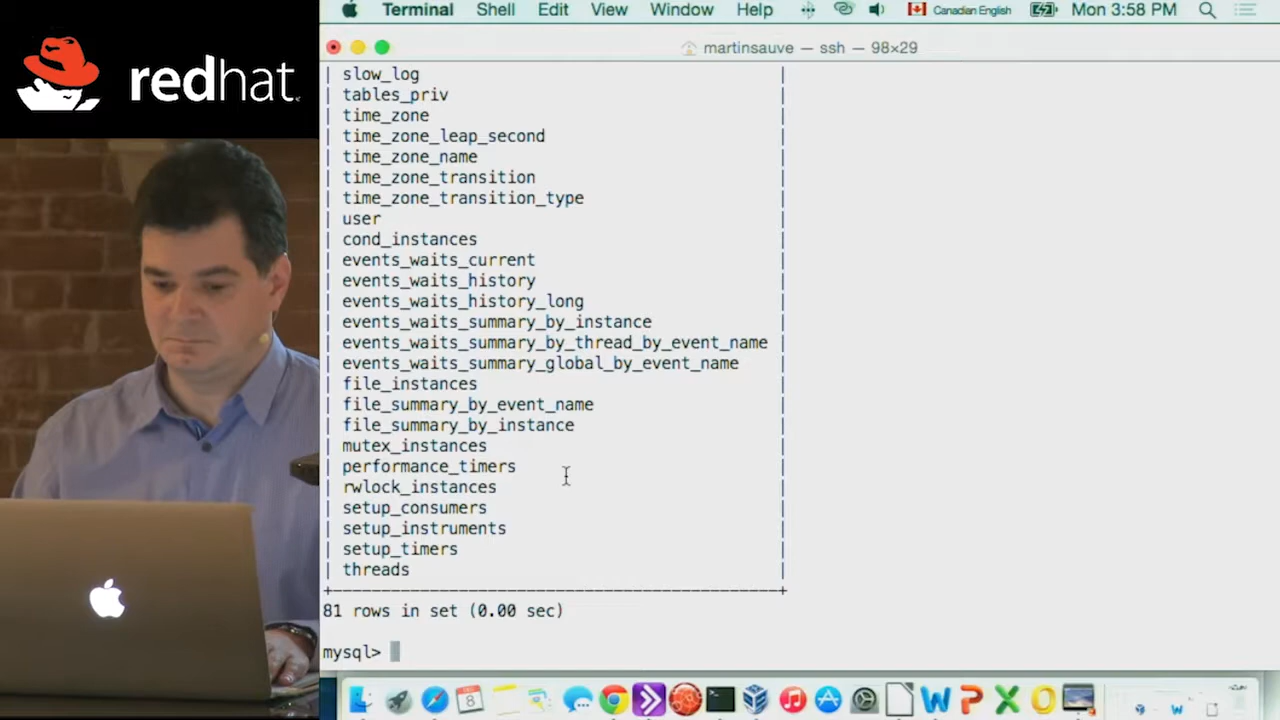 redhat.
Terminal Shell Edit View Window Help Canadian English Mon 3:58 PM
martinsauve — ssh — 98×29
| slow_log |
| tables_priv |
| time_zone |
| time_zone_leap_second |
| time_zone_name |
| time_zone_transition |
| time_zone_transition_type |
| user |
| cond_instances |
| events_waits_current |
| events_waits_history |
| events_waits_history_long |
| events_waits_summary_by_instance |
| events_waits_summary_by_thread_by_event_name |
| events_waits_summary_global_by_event_name |
| file_instances |
| file_summary_by_event_name |
| file_summary_by_instance |
| mutex_instances |
| performance_timers |
| rwlock_instances |
| setup_consumers |
| setup_instruments |
| setup_timers |
| threads |
+----------------------------------------------+
81 rows in set (0.00 sec)
mysql>
8